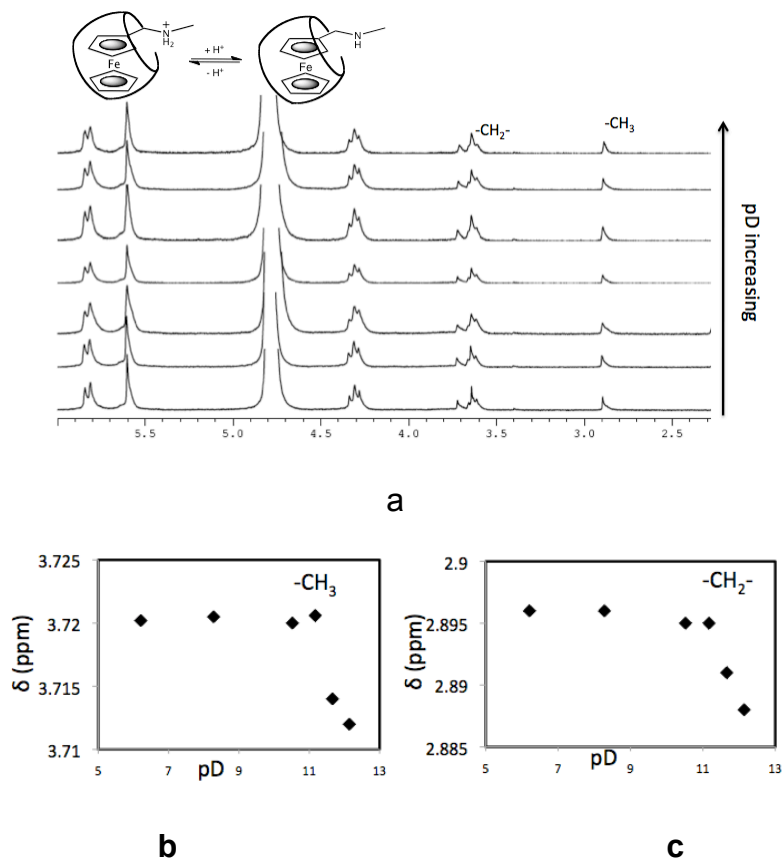 +
N
H2
Fe
+ H+
- H+
N
H
Fe
-CH2-
-CH3
pD increasing
5.5 5.0 4.5 4.0 3.5 3.0 2.5
a
3.725
3.72
3.715
3.71
δ (ppm)
-CH3
5 7 9 11 13
pD
2.9
2.895
2.89
2.885
δ (ppm)
-CH2-
5 7 9 11 13
pD
b
c